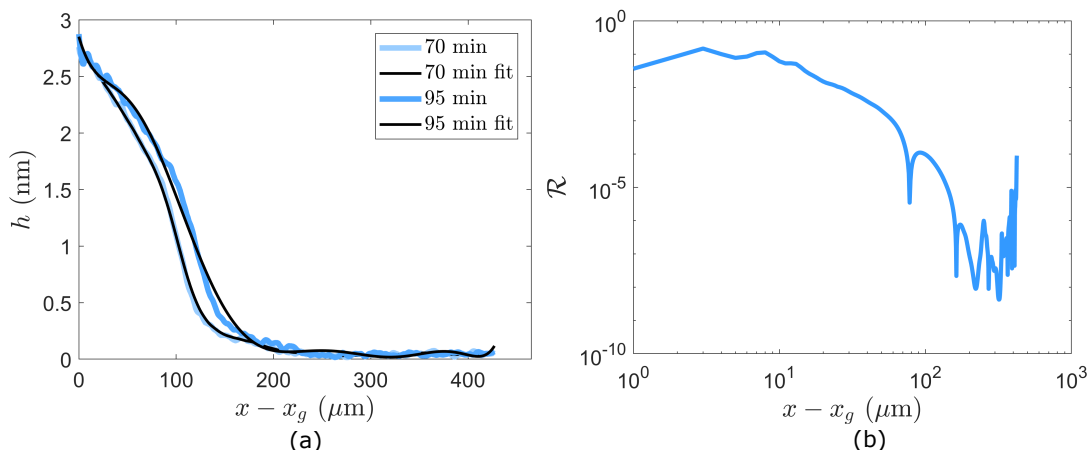 3
2.5
2
1.5
1
0.5
0
h (nm)
0 100 200 300 400
x − x_g (μm)
70 min
70 min fit
95 min
95 min fit
(a)
10^0
10^-5
10^-10
ℛ
10^0 10^1 10^2 10^3
x − x_g (μm)
(b)